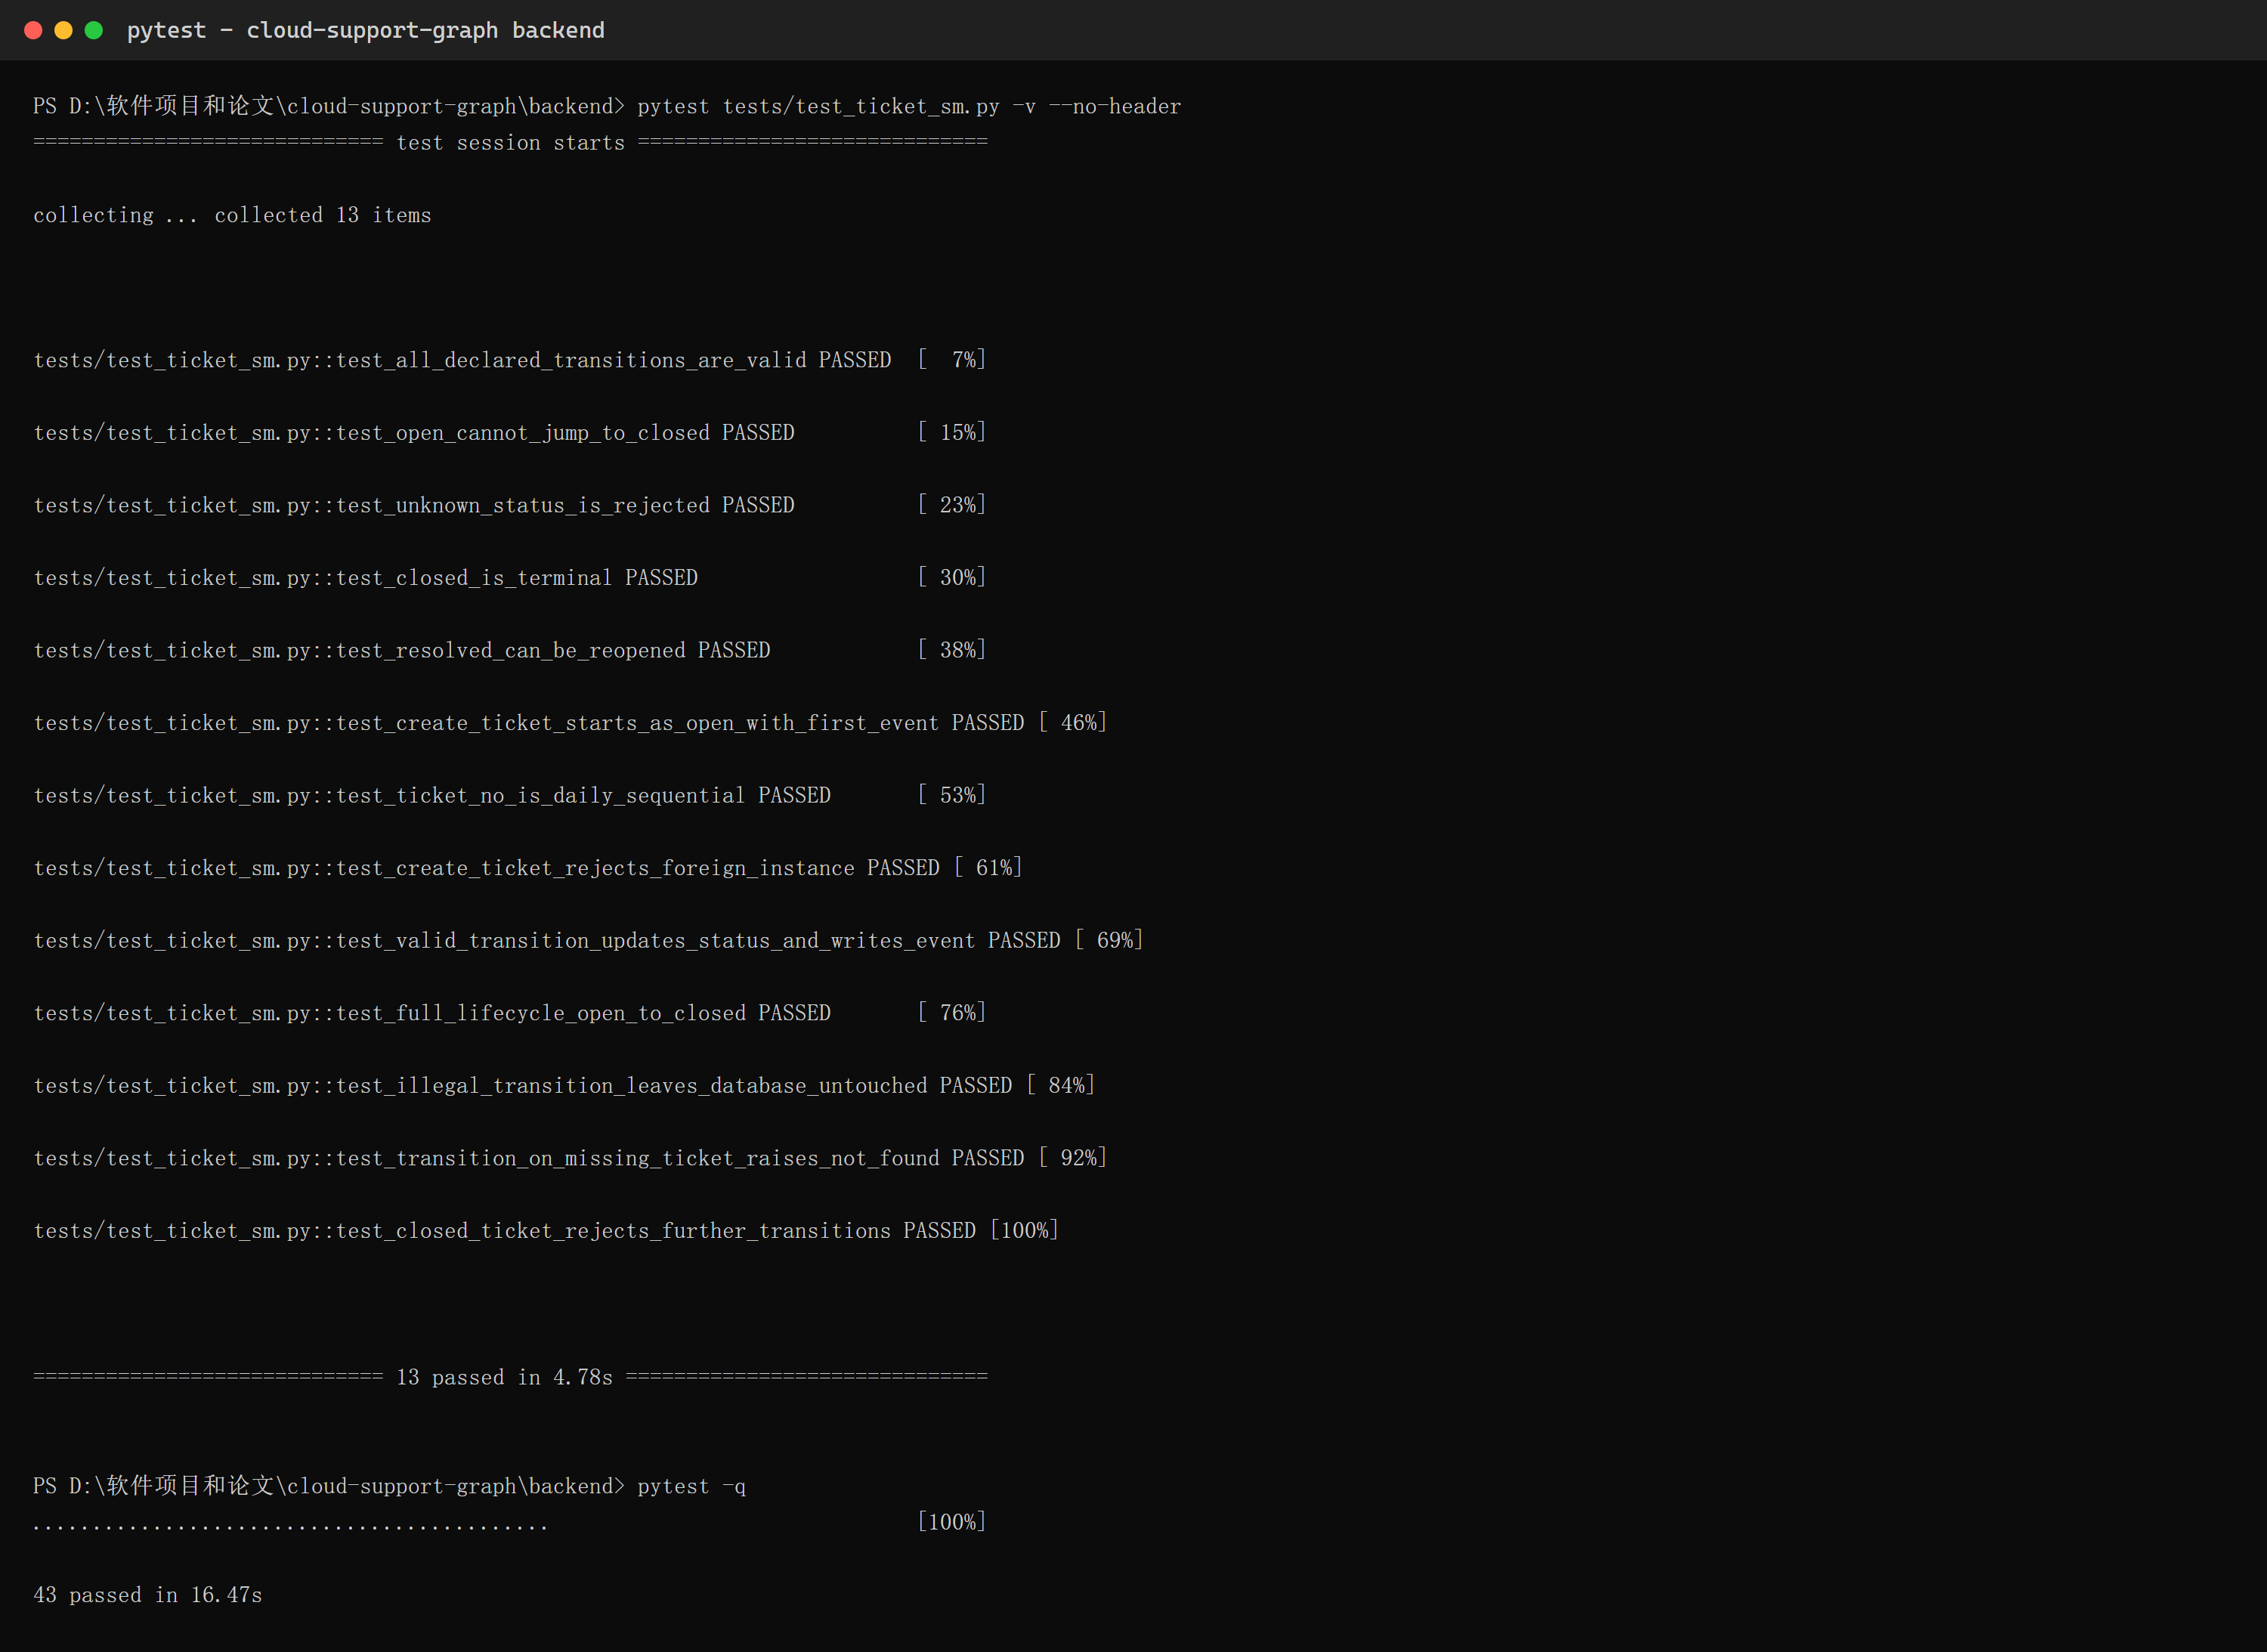 pytest - cloud-support-graph backend
PS D:\软件项目和论文\cloud-support-graph\backend> pytest tests/test_ticket_sm.py -v --no-header
============================= test session starts =============================
collecting ... collected 13 items
tests/test_ticket_sm.py::test_all_declared_transitions_are_valid PASSED  [  7%]
tests/test_ticket_sm.py::test_open_cannot_jump_to_closed PASSED          [ 15%]
tests/test_ticket_sm.py::test_unknown_status_is_rejected PASSED          [ 23%]
tests/test_ticket_sm.py::test_closed_is_terminal PASSED                  [ 30%]
tests/test_ticket_sm.py::test_resolved_can_be_reopened PASSED            [ 38%]
tests/test_ticket_sm.py::test_create_ticket_starts_as_open_with_first_event PASSED [ 46%]
tests/test_ticket_sm.py::test_ticket_no_is_daily_sequential PASSED       [ 53%]
tests/test_ticket_sm.py::test_create_ticket_rejects_foreign_instance PASSED [ 61%]
tests/test_ticket_sm.py::test_valid_transition_updates_status_and_writes_event PASSED [ 69%]
tests/test_ticket_sm.py::test_full_lifecycle_open_to_closed PASSED       [ 76%]
tests/test_ticket_sm.py::test_illegal_transition_leaves_database_untouched PASSED [ 84%]
tests/test_ticket_sm.py::test_transition_on_missing_ticket_raises_not_found PASSED [ 92%]
tests/test_ticket_sm.py::test_closed_ticket_rejects_further_transitions PASSED [100%]
============================= 13 passed in 4.78s ==============================
PS D:\软件项目和论文\cloud-support-graph\backend> pytest -q
...........................................                              [100%]
43 passed in 16.47s